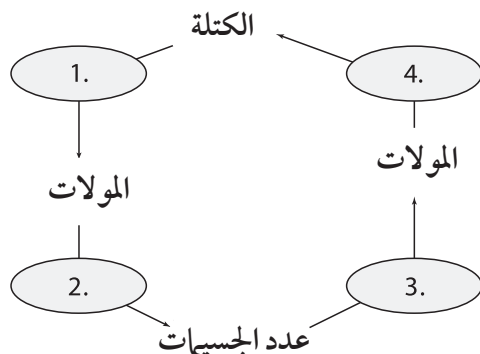 الكتلة
1.
4.
المولات
المولات
2.
3.
عدد الجسيمات